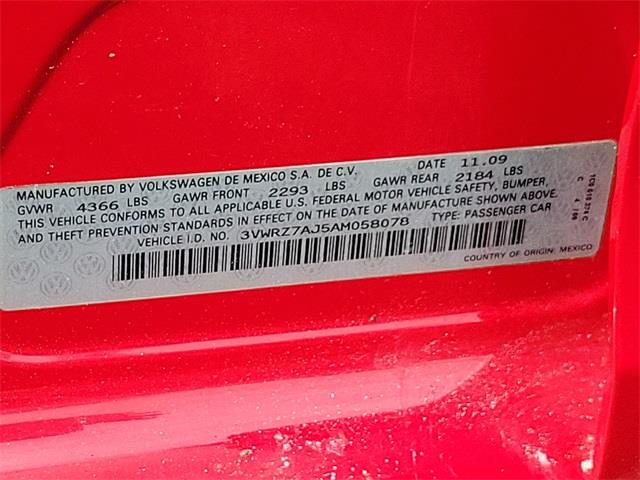 MANUFACTURED BY VOLKSWAGEN DE MEXICO S.A. DE C.V. DATE 11.09
GVWR 4366 LBS GAWR FRONT 2293 LBS GAWR REAR 2184 LBS
THIS VEHICLE CONFORMS TO ALL APPLICABLE U.S. FEDERAL MOTOR VEHICLE SAFETY, BUMPER,
AND THEFT PREVENTION STANDARDS IN EFFECT ON THE DATE OF MANUFACTURE SHOWN ABOVE.
VEHICLE I.D. NO. 3VWRZ7AJ5AM058078 TYPE: PASSENGER CAR
COUNTRY OF ORIGIN: MEXICO